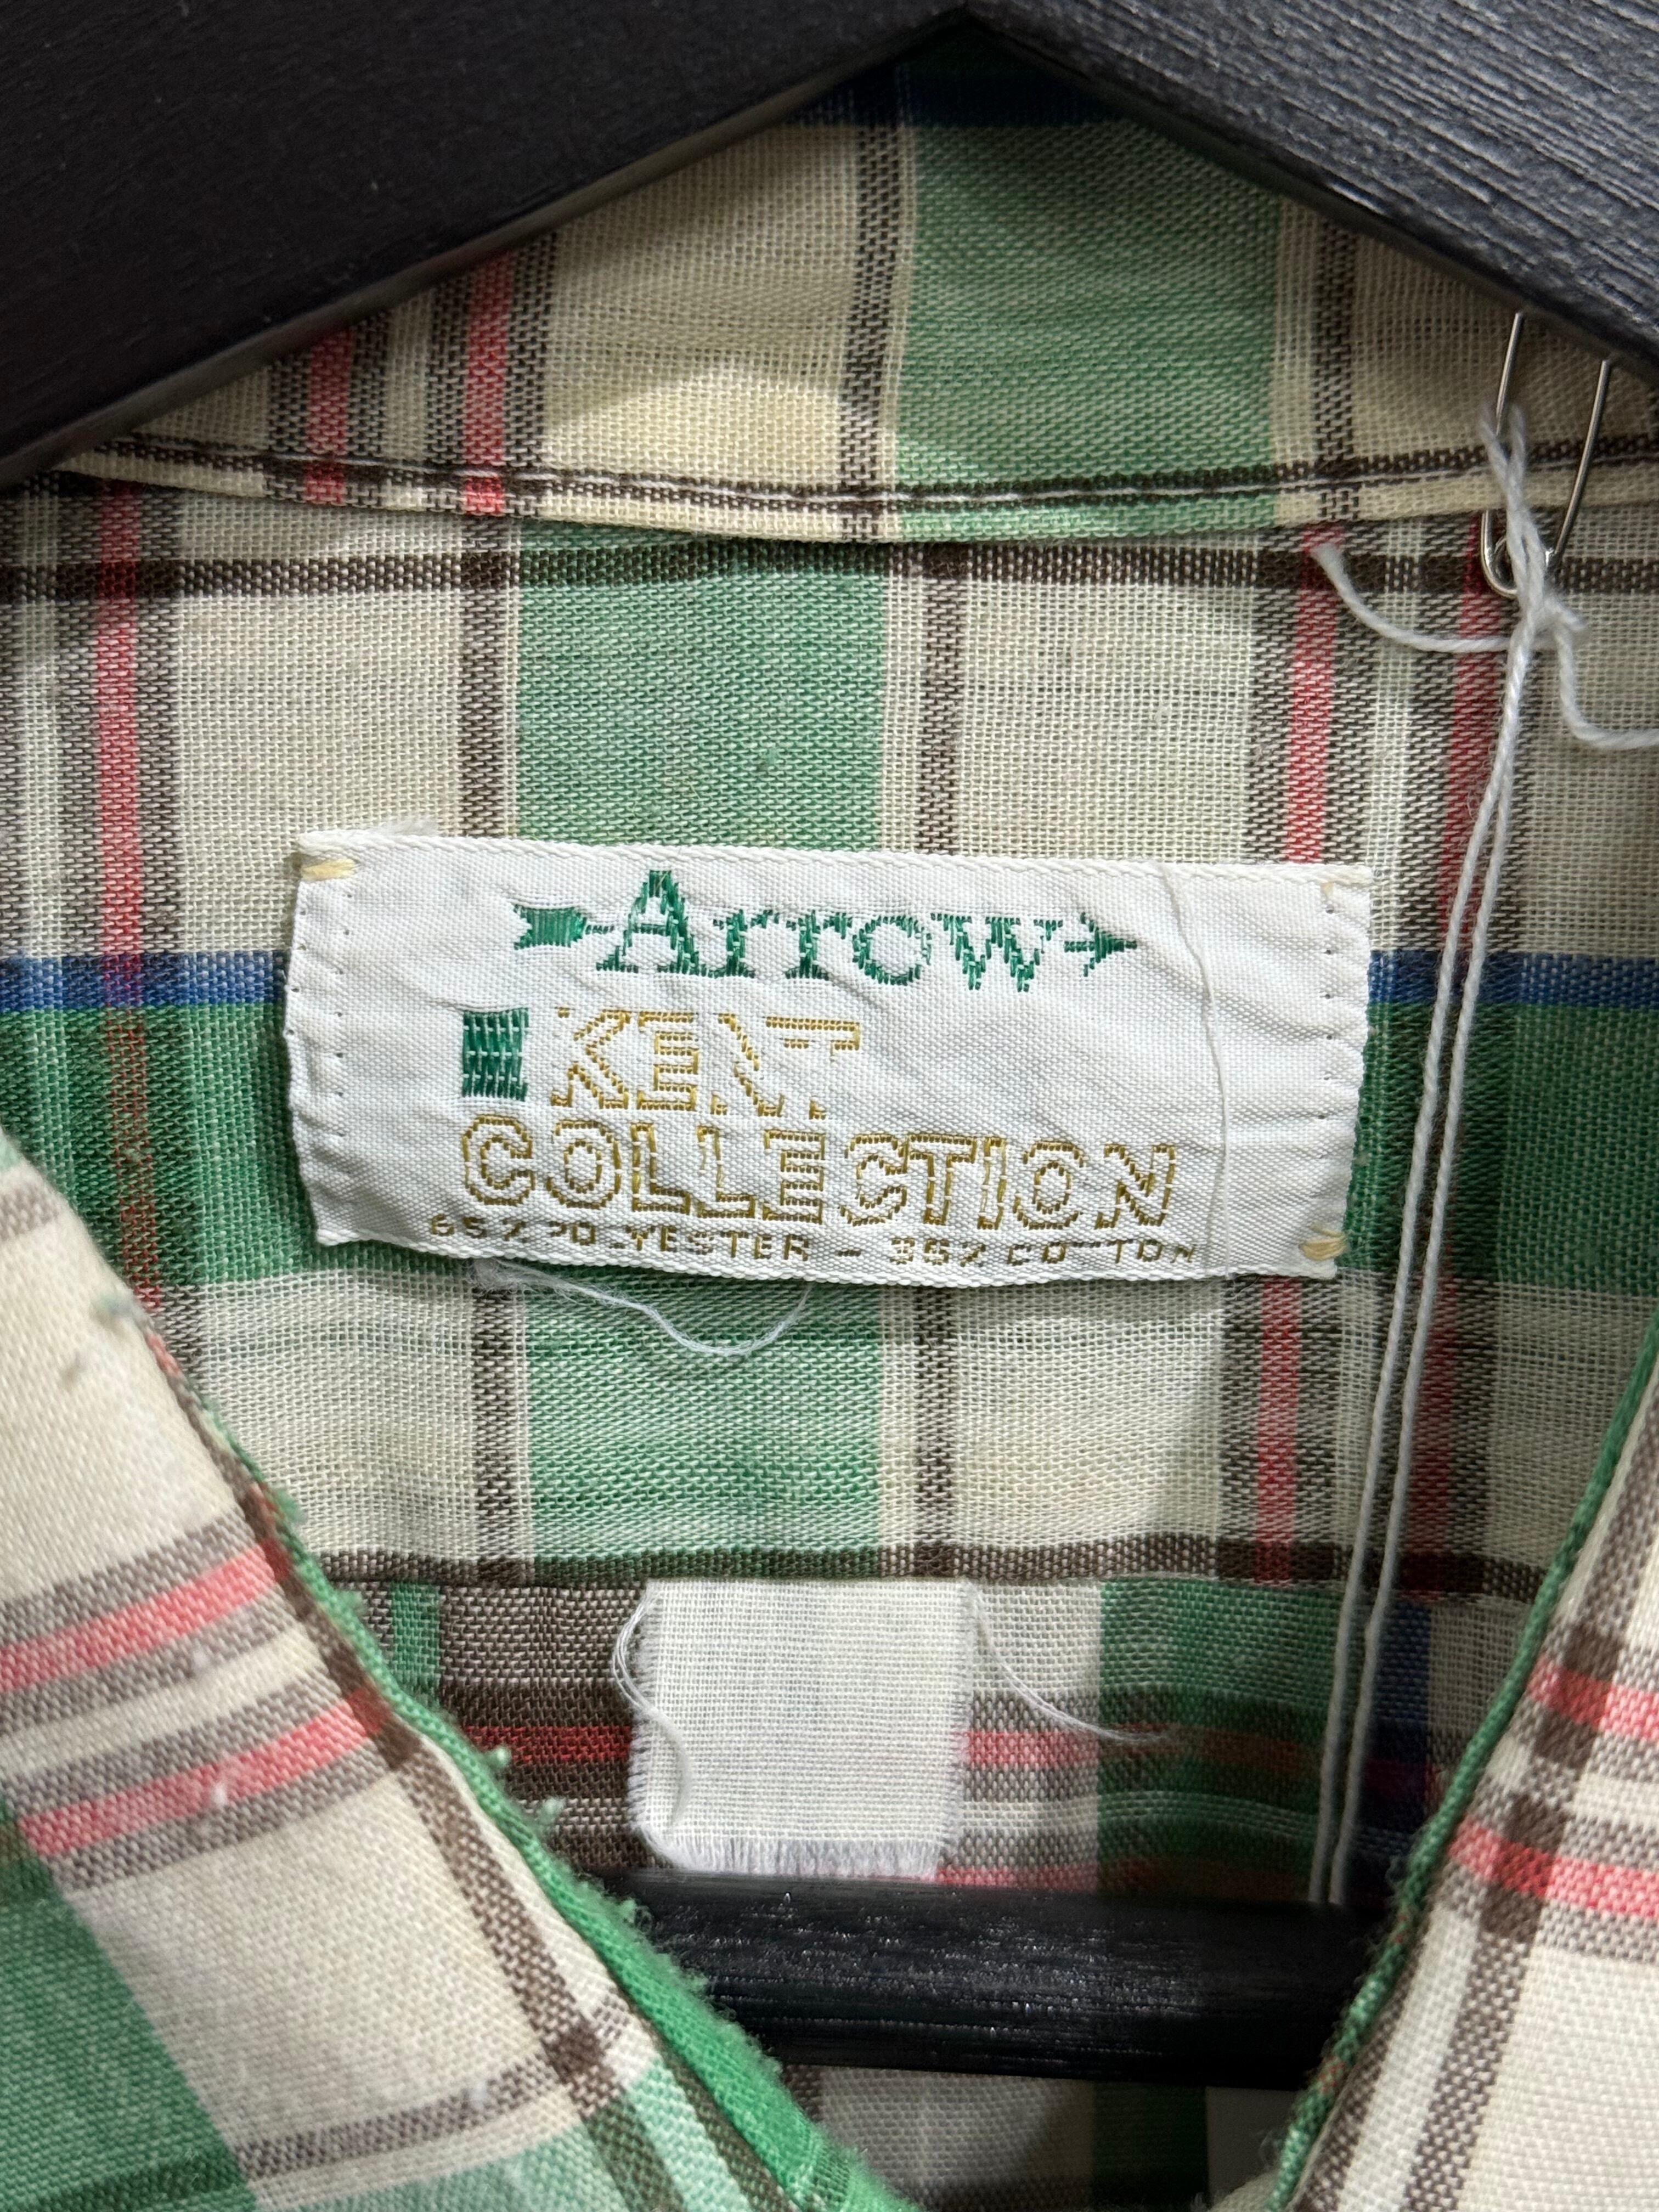 Arrow
KENT
COLLECTION
65% POLYESTER - 35% COTTON